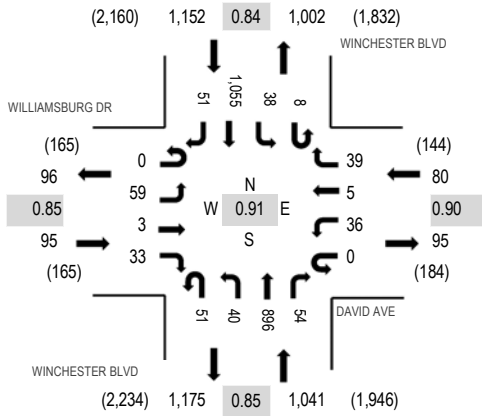 (2,160) 1,152 0.84 1,002 (1,832)
WINCHESTER BLVD
51 1,055 38 8
WILLIAMSBURG DR
(165) 0 39 (144)
96 59 N 5 80
0.85 W 0.91 E 0.90
3 S 36
95 33 0 95
(165) (184)
51 40 896 54
DAVID AVE
WINCHESTER BLVD
(2,234) 1,175 0.85 1,041 (1,946)